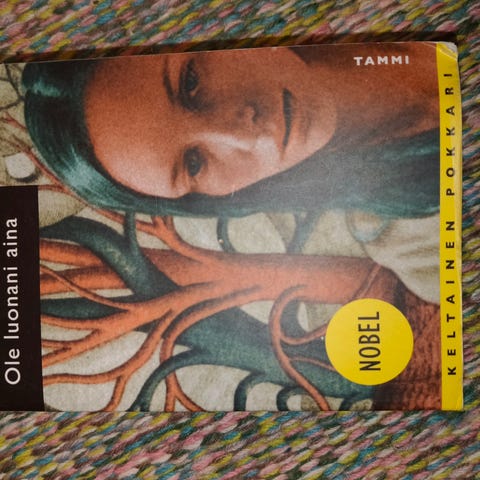 TAMMI
KELTAINEN POKKARI
NOBEL
Ole luonani aina